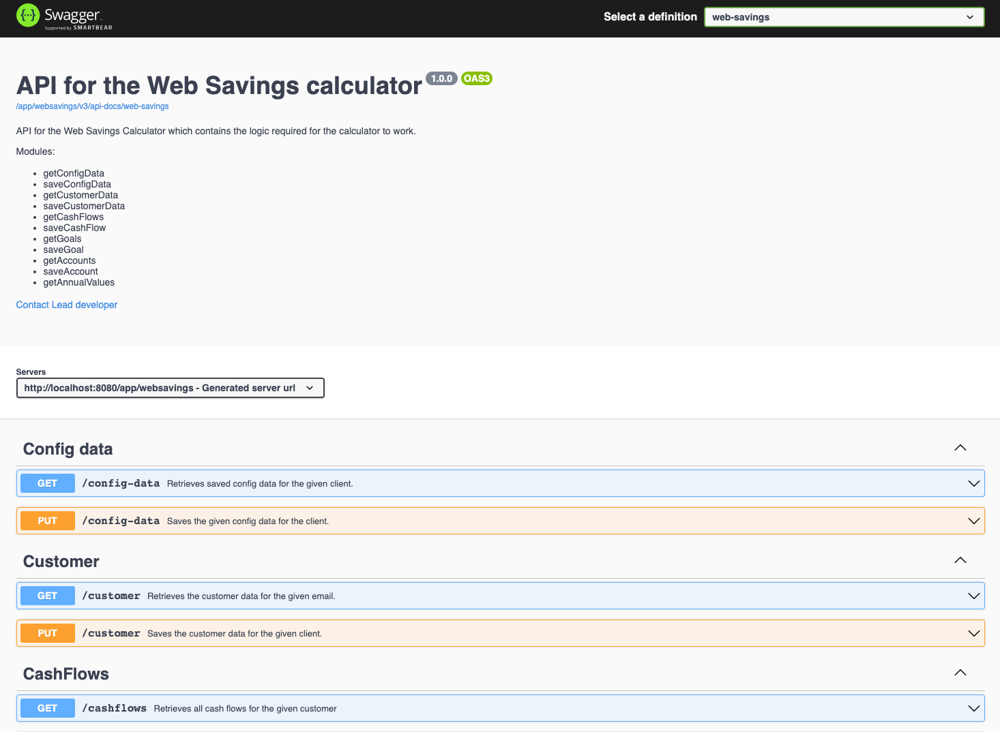 Swagger
Supported by SMARTBEAR
Select a definition
web-savings
API for the Web Savings calculator 1.0.0 OAS3
/app/websavings/v3/api-docs/web-savings
API for the Web Savings Calculator which contains the logic required for the calculator to work.
Modules:
getConfigData
saveConfigData
getCustomerData
saveCustomerData
getCashFlows
saveCashFlow
getGoals
saveGoal
getAccounts
saveAccount
getAnnualValues
Contact Lead developer
Servers
http://localhost:8080/app/websavings - Generated server url
Config data
GET /config-data Retrieves saved config data for the given client.
PUT /config-data Saves the given config data for the client.
Customer
GET /customer Retrieves the customer data for the given email.
PUT /customer Saves the customer data for the given client.
CashFlows
GET /cashflows Retrieves all cash flows for the given customer